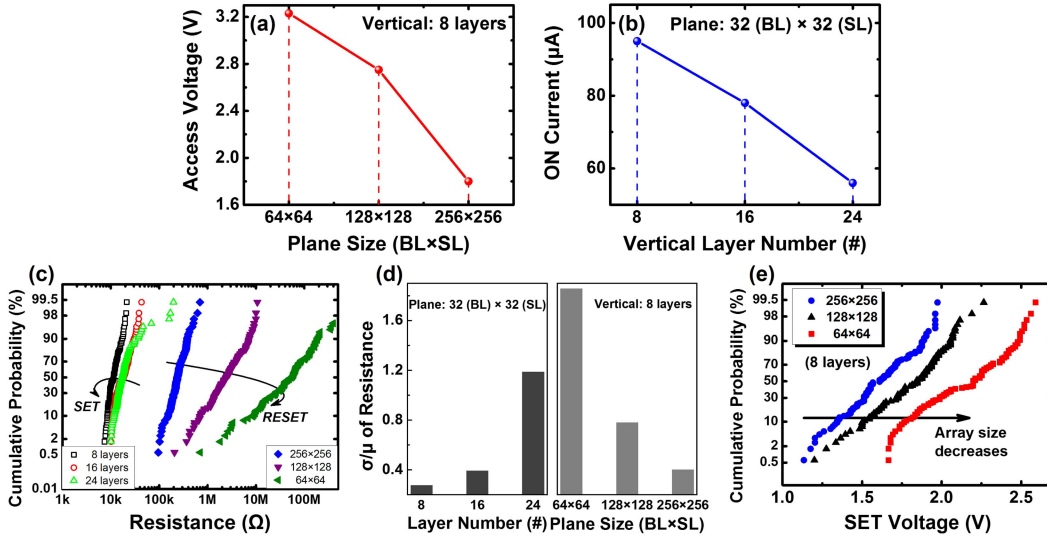 (a)
Vertical: 8 layers
Access Voltage (V)
3.2
2.8
2.4
2.0
1.6
64×64 128×128 256×256
Plane Size (BL×SL)
(b)
Plane: 32 (BL) × 32 (SL)
ON Current (μA)
100
80
60
8 16 24
Vertical Layer Number (#)
(c)
Cumulative Probability (%)
99.5
98
90
70
50
30
10
2
0.5
0.01
SET
RESET
8 layers
16 layers
24 layers
256×256
128×128
64×64
1k 10k 100k 1M 10M 100M
Resistance (Ω)
(d)
σ/μ of Resistance
1.6
1.2
0.8
0.4
Plane: 32 (BL) × 32 (SL)
Vertical: 8 layers
8 16 24 64×64 128×128 256×256
Layer Number (#) Plane Size (BL×SL)
(e)
Cumulative Probability (%)
99.5
98
90
70
50
30
10
2
0.5
256×256
128×128
64×64
(8 layers)
Array size
decreases
1.0 1.5 2.0 2.5
SET Voltage (V)